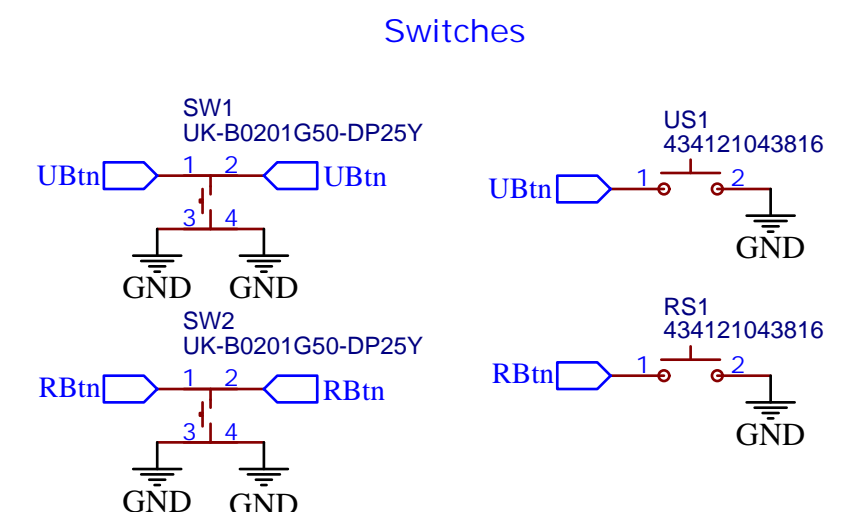 Switches
SW1
UK-B0201G50-DP25Y
UBtn 1 2 UBtn
3 4
GND GND
US1
434121043816
UBtn 1 2
GND
SW2
UK-B0201G50-DP25Y
RBtn 1 2 RBtn
3 4
GND GND
RS1
434121043816
RBtn 1 2
GND